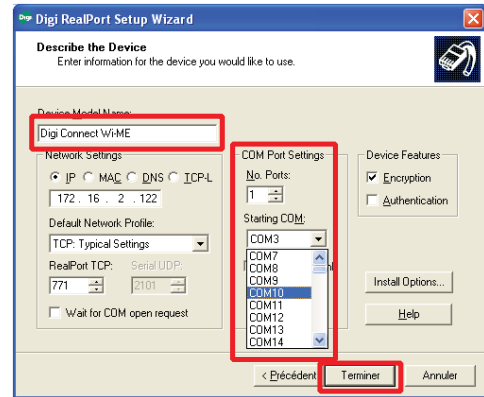 Digi RealPort Setup Wizard
Describe the Device
Enter information for the device you would like to use.
Device Model Name:
Digi Connect Wi-ME
Network Settings
IP MAC DNS TCP-L
172 . 16 . 2 . 122
Default Network Profile:
TCP: Typical Settings
RealPort TCP: Serial UDP:
771 2101
Wait for COM open request
COM Port Settings
No. Ports:
1
Starting COM:
COM3
COM7
COM8
COM9
COM10
COM11
COM12
COM13
COM14
Device Features
Encryption
Authentication
Install Options...
Help
< Précédent Terminer Annuler